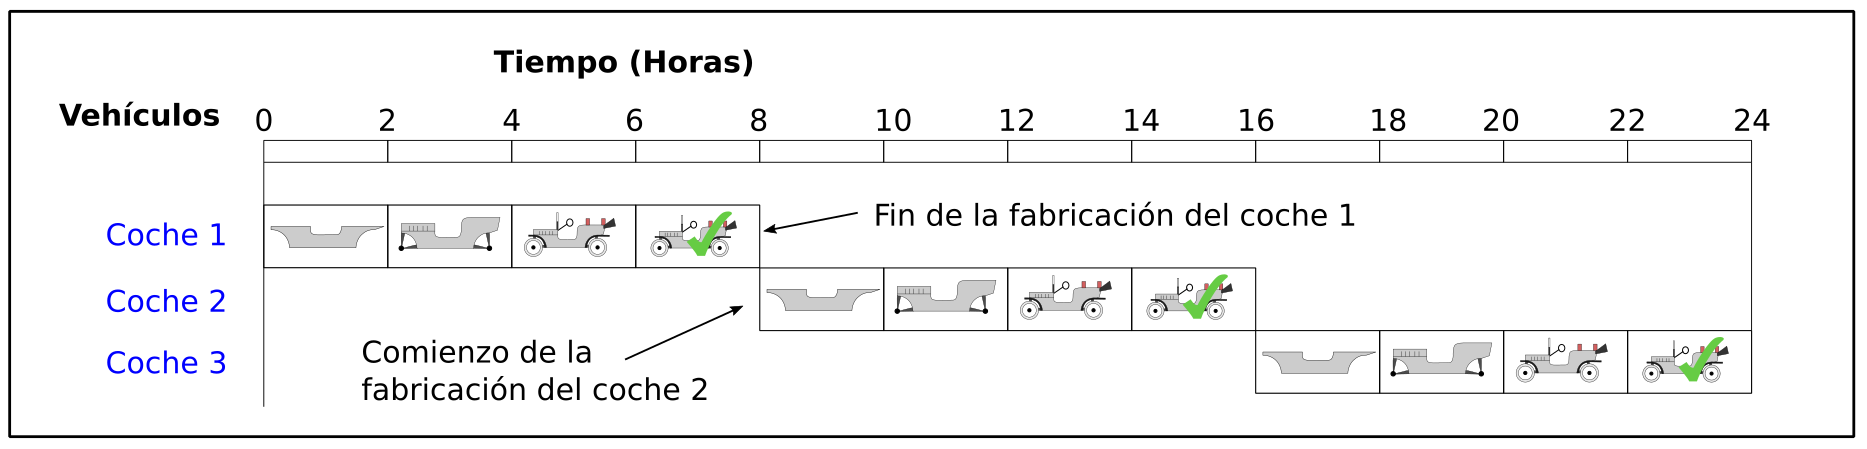 Tiempo (Horas)
Vehículos
0 2 4 6 8 10 12 14 16 18 20 22 24
Coche 1
Fin de la fabricación del coche 1
Coche 2
Comienzo de la
fabricación del coche 2
Coche 3